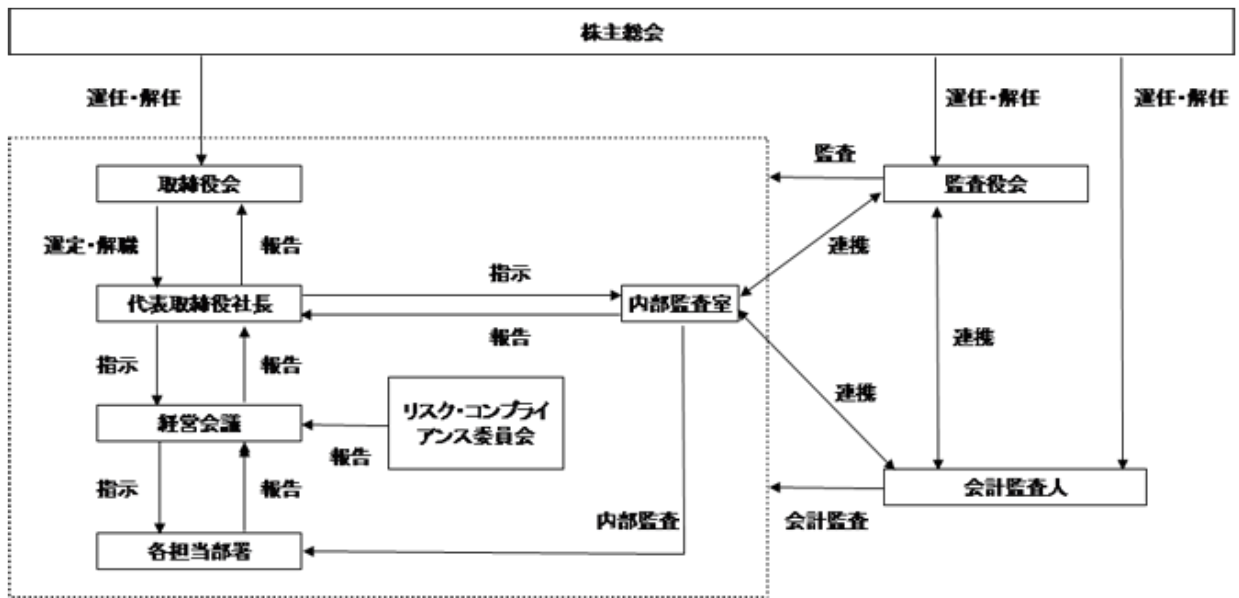 株主総会
選任・解任
選任・解任
選任・解任
監査
取締役会
監査役会
選定・解職
報告
連携
指示
代表取締役社長
内部監査室
報告
連携
指示
報告
連携
リスク・コンプライ
アンス委員会
経営会議
報告
指示
報告
会計監査人
内部監査
会計監査
各担当部署